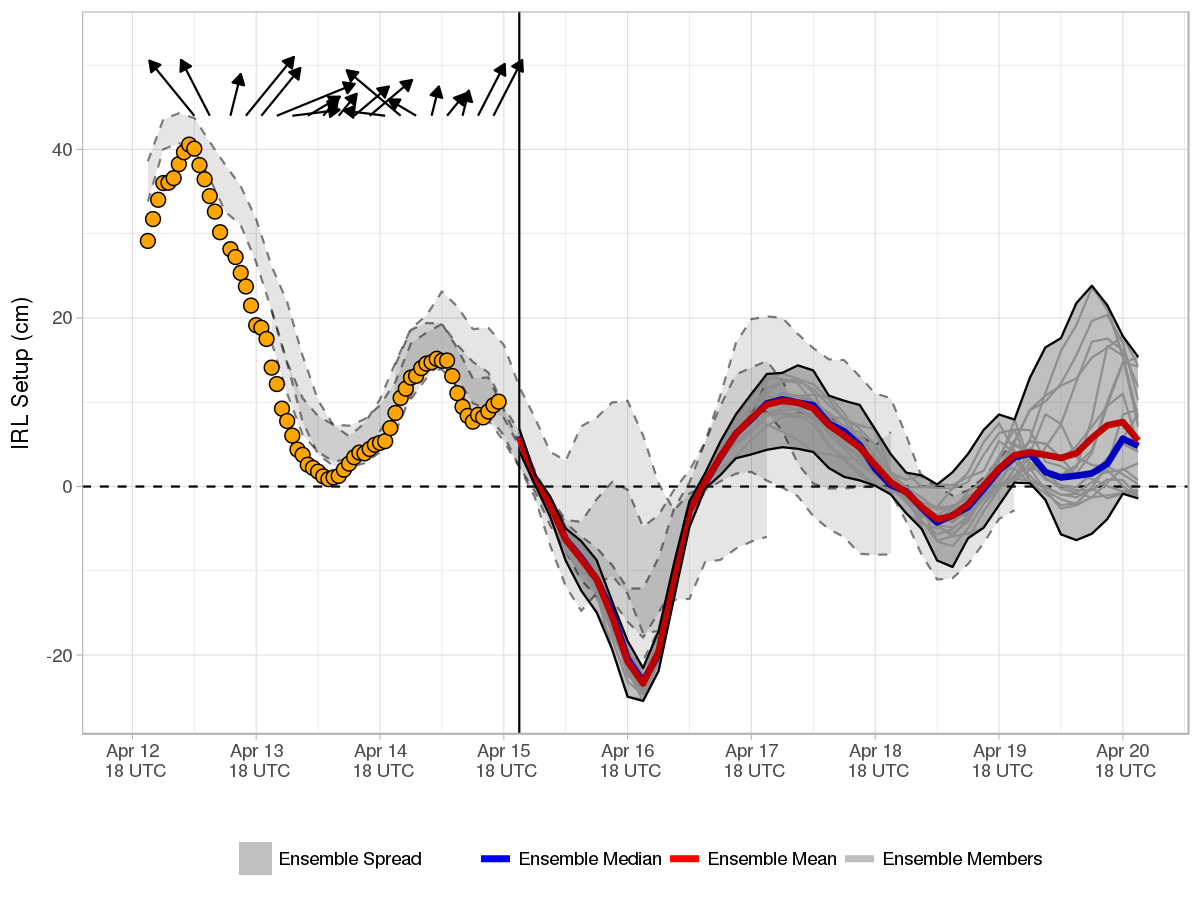 IRL Setup (cm)
40
20
0
-20
Apr 12
18 UTC
Apr 13
18 UTC
Apr 14
18 UTC
Apr 15
18 UTC
Apr 16
18 UTC
Apr 17
18 UTC
Apr 18
18 UTC
Apr 19
18 UTC
Apr 20
18 UTC
Ensemble Spread
Ensemble Median
Ensemble Mean
Ensemble Members